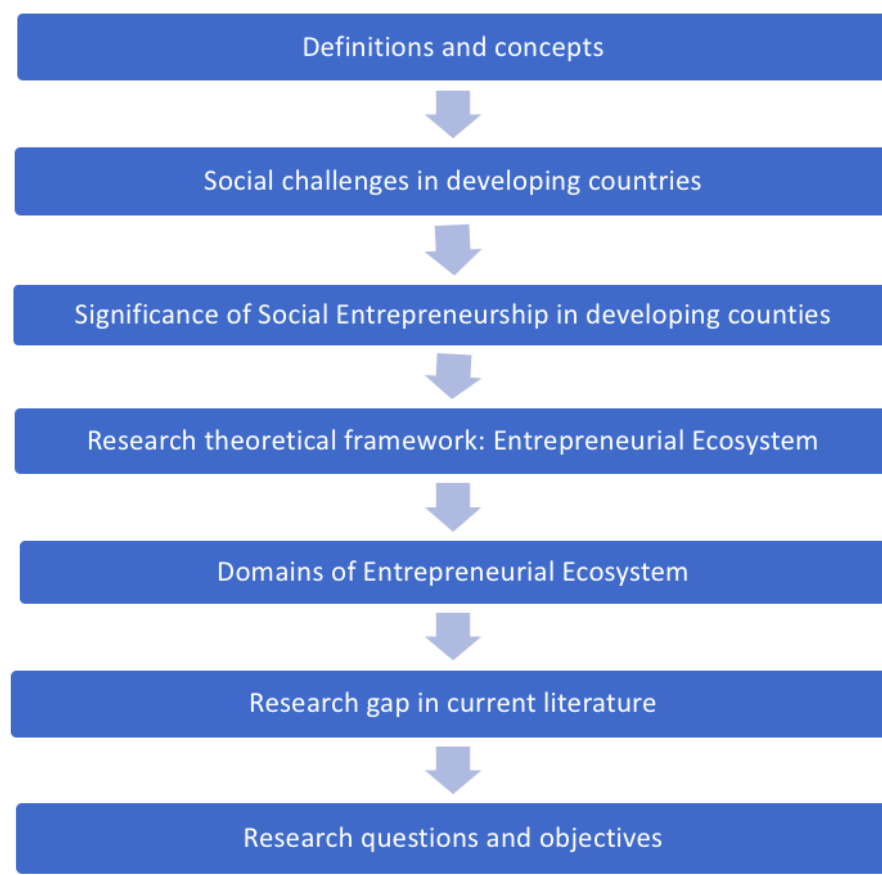 Definitions and concepts
Social challenges in developing countries
Significance of Social Entrepreneurship in developing counties
Research theoretical framework: Entrepreneurial Ecosystem
Domains of Entrepreneurial Ecosystem
Research gap in current literature
Research questions and objectives